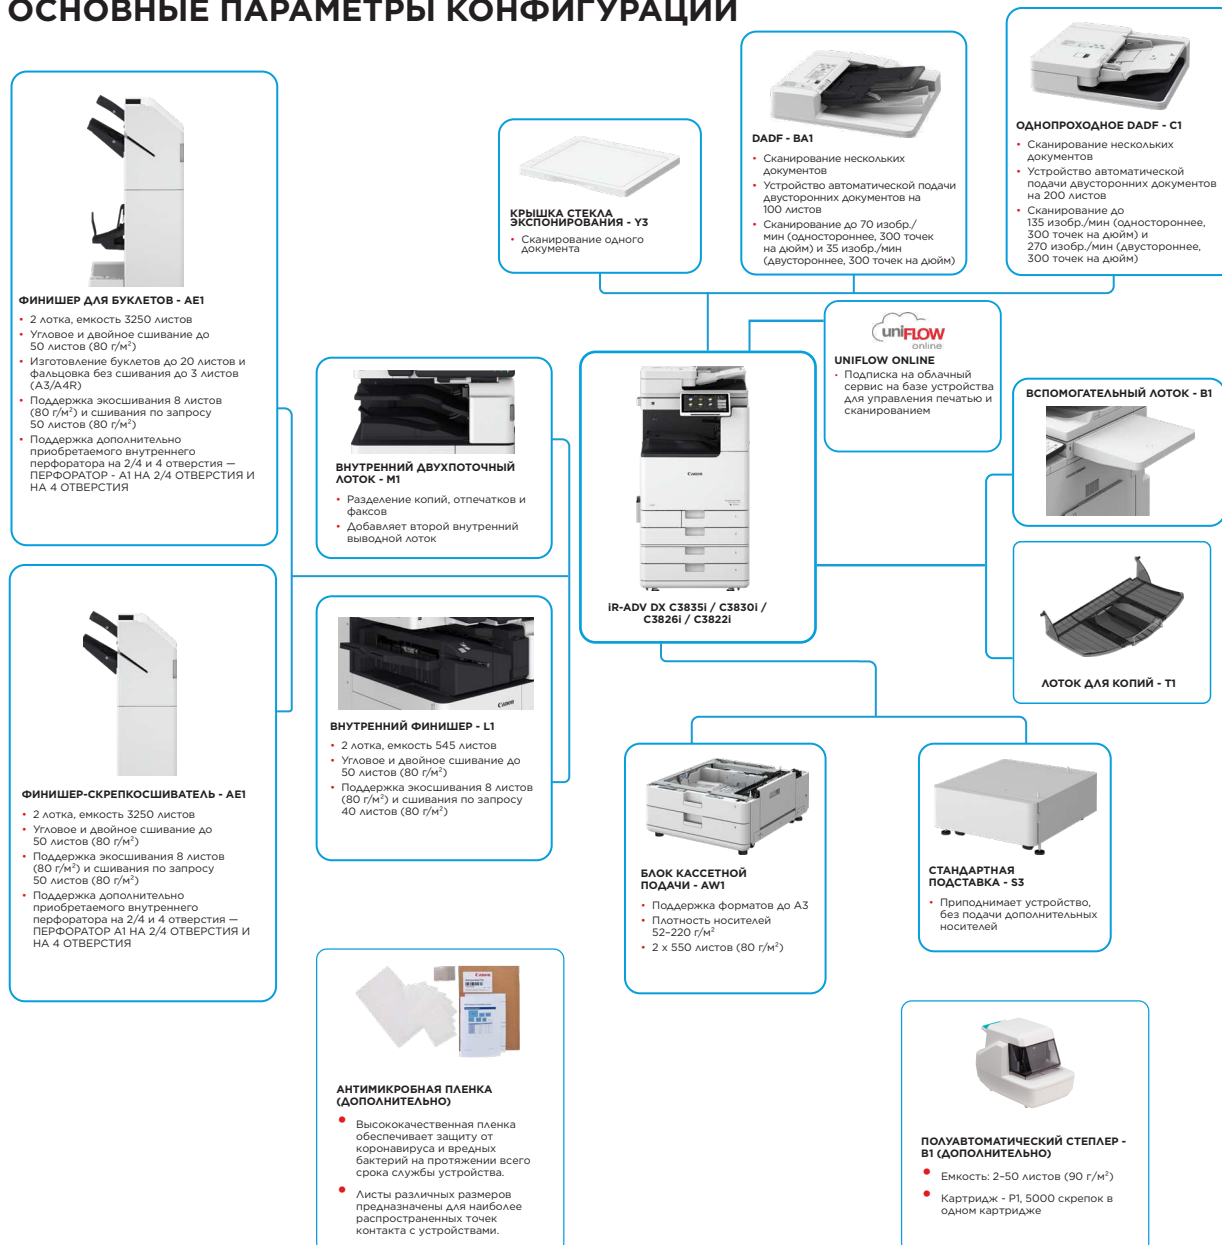 ОСНОВНЫЕ ПАРАМЕТРЫ КОНФИГУРАЦИИ
ФИНИШЕР ДЛЯ БУКЛЕТОВ - AE1
• 2 лотка, емкость 3250 листов
• Угловое и двойное сшивание до
50 листов (80 г/м²)
• Изготовление буклетов до 20 листов и
фальцовка без сшивания до 3 листов
(A3/A4R)
• Поддержка экосшивания 8 листов
(80 г/м²) и сшивания по запросу
50 листов (80 г/м²)
• Поддержка дополнительно
приобретаемого внутреннего
перфоратора на 2/4 и 4 отверстия —
ПЕРФОРАТОР - A1 НА 2/4 ОТВЕРСТИЯ И
НА 4 ОТВЕРСТИЯ
ФИНИШЕР-СКРЕПКОСШИВАТЕЛЬ - AE1
• 2 лотка, емкость 3250 листов
• Угловое и двойное сшивание до
50 листов (80 г/м²)
• Поддержка экосшивания 8 листов
(80 г/м²) и сшивания по запросу
50 листов (80 г/м²)
• Поддержка дополнительно
приобретаемого внутреннего
перфоратора на 2/4 и 4 отверстия —
ПЕРФОРАТОР A1 НА 2/4 ОТВЕРСТИЯ И
НА 4 ОТВЕРСТИЯ
ВНУТРЕННИЙ ДВУХПОТОЧНЫЙ
ЛОТОК - M1
• Разделение копий, отпечатков и
факсов
• Добавляет второй внутренний
выводной лоток
Canon
ВНУТРЕННИЙ ФИНИШЕР - L1
• 2 лотка, емкость 545 листов
• Угловое и двойное сшивание до
50 листов (80 г/м²)
• Поддержка экосшивания 8 листов
(80 г/м²) и сшивания по запросу
40 листов (80 г/м²)
КРЫШКА СТЕКЛА
ЭКСПОНИРОВАНИЯ - Y3
• Сканирование одного
документа
DADF - BA1
• Сканирование нескольких
документов
• Устройство автоматической подачи
двусторонних документов на
100 листов
• Сканирование до 70 изобр./
мин (одностороннее, 300 точек
на дюйм) и 35 изобр./мин
(двустороннее, 300 точек на дюйм)
ОДНОПРОХОДНОЕ DADF - C1
• Сканирование нескольких
документов
• Устройство автоматической
подачи двусторонних документов
на 200 листов
• Сканирование до
135 изобр./мин (одностороннее,
300 точек на дюйм) и
270 изобр./мин (двустороннее,
300 точек на дюйм)
uniFLOW
online
UNIFLOW ONLINE
• Подписка на облачный
сервис на базе устройства
для управления печатью и
сканированием
Canon
iR-ADV DX C3835i / C3830i /
C3826i / C3822i
ВСПОМОГАТЕЛЬНЫЙ ЛОТОК - B1
ЛОТОК ДЛЯ КОПИЙ - T1
БЛОК КАССЕТНОЙ
ПОДАЧИ - AW1
• Поддержка форматов до A3
• Плотность носителей
52–220 г/м²
• 2 x 550 листов (80 г/м²)
СТАНДАРТНАЯ
ПОДСТАВКА - S3
• Приподнимает устройство,
без подачи дополнительных
носителей
Canon
АНТИМИКРОБНАЯ ПЛЕНКА
(ДОПОЛНИТЕЛЬНО)
• Высококачественная пленка
обеспечивает защиту от
коронавируса и вредных
бактерий на протяжении всего
срока службы устройства.
• Листы различных размеров
предназначены для наиболее
распространенных точек
контакта с устройствами.
ПОЛУАВТОМАТИЧЕСКИЙ СТЕПЛЕР -
B1 (ДОПОЛНИТЕЛЬНО)
• Емкость: 2–50 листов (90 г/м²)
• Картридж - P1, 5000 скрепок в
одном картридже